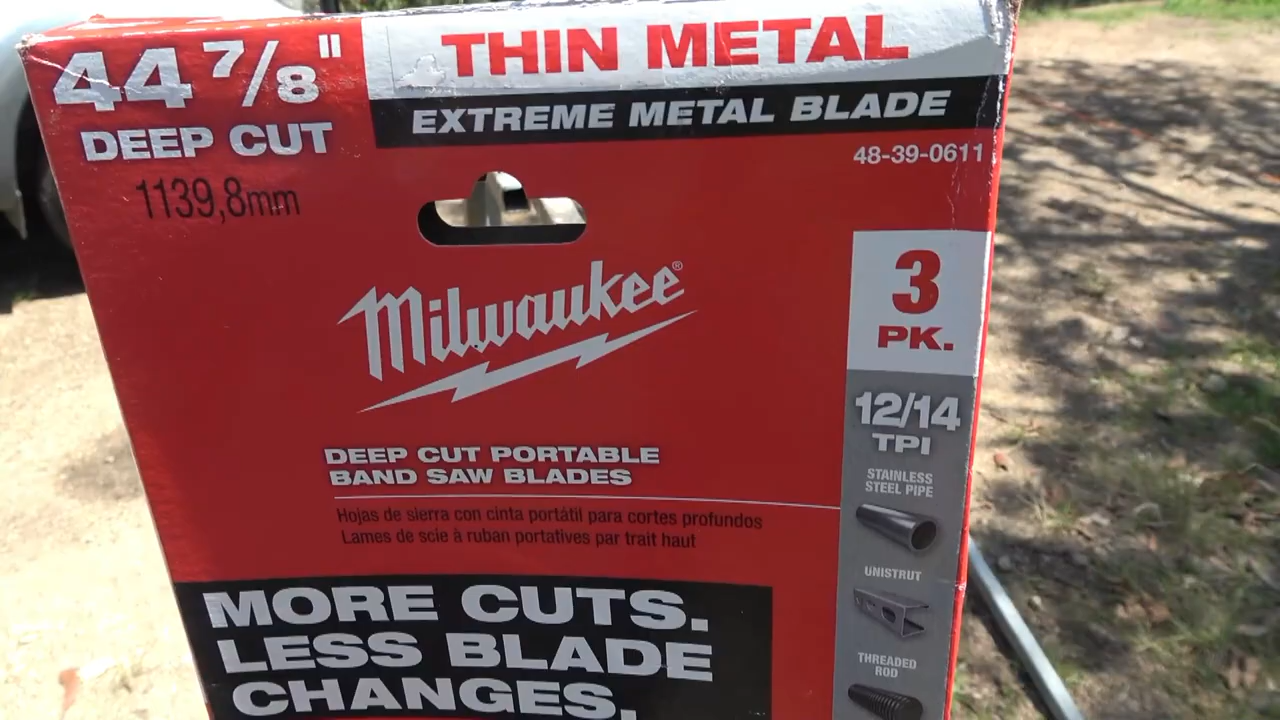 44 7/8"
DEEP CUT
1139,8mm
THIN METAL
EXTREME METAL BLADE
48-39-0611
Milwaukee®
3
PK.
12/14
TPI
STAINLESS
STEEL PIPE
UNISTRUT
THREADED
ROD
DEEP CUT PORTABLE
BAND SAW BLADES
Hojas de sierra con cinta portátil para cortes profundos
Lames de scie à ruban portatives par trait haut
MORE CUTS.
LESS BLADE
CHANGES.